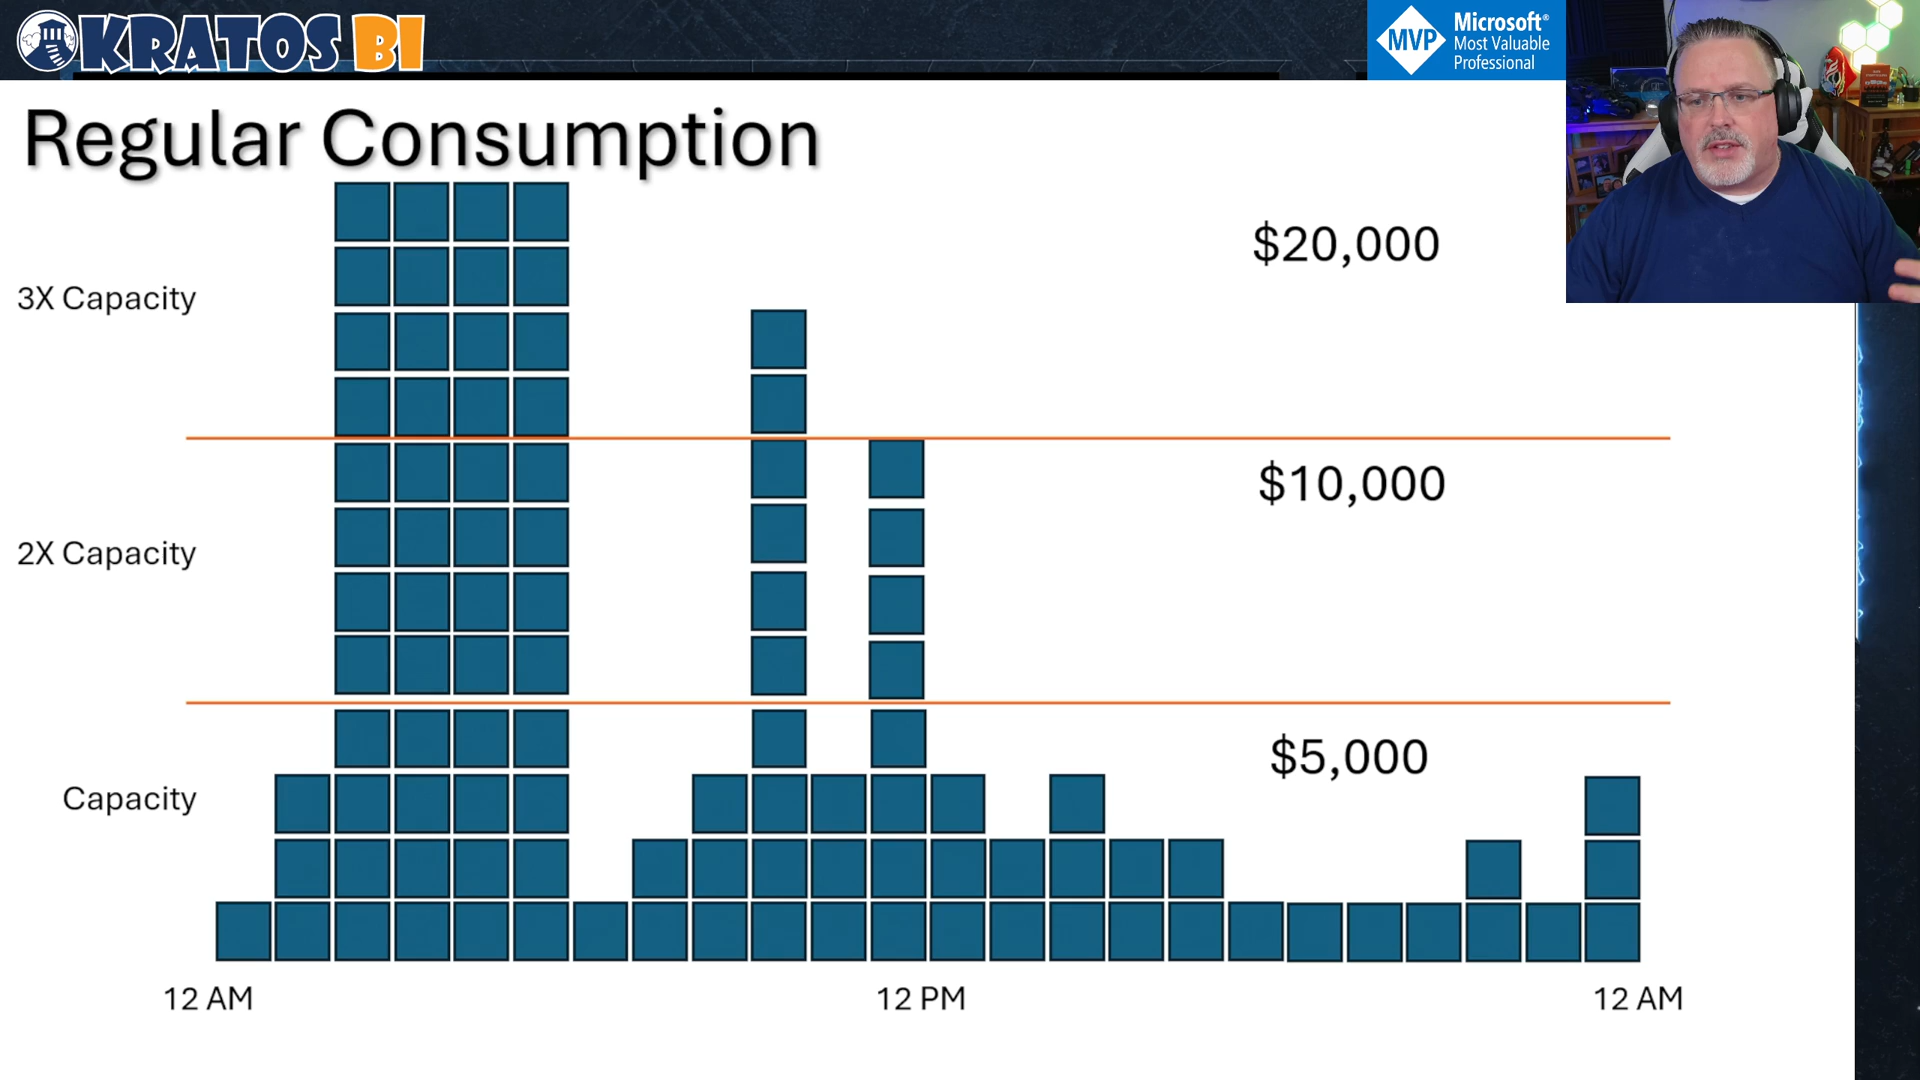 KRATOS BI
MVP
Microsoft®
Most Valuable
Professional
Regular Consumption
3X Capacity
$20,000
2X Capacity
$10,000
Capacity
$5,000
12 AM
12 PM
12 AM